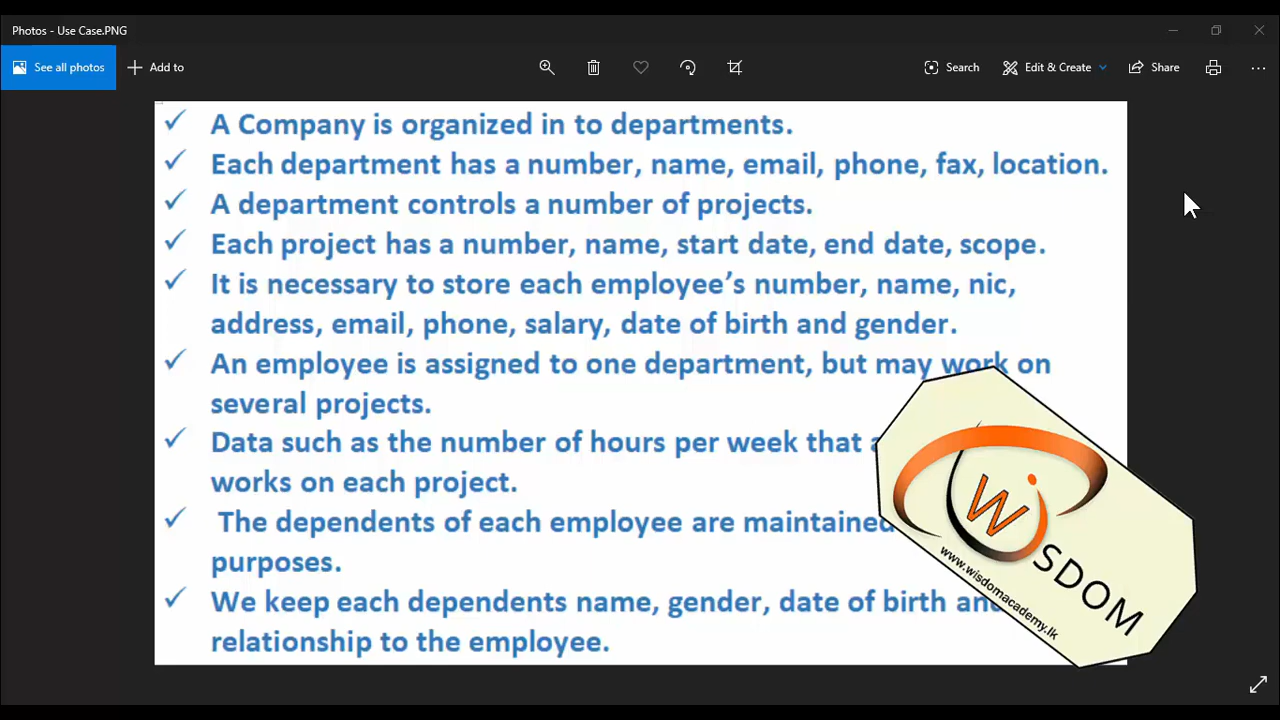 Photos - Use Case.PNG
See all photos
Add to
Search
Edit & Create
Share
A Company is organized in to departments.
Each department has a number, name, email, phone, fax, location.
A department controls a number of projects.
Each project has a number, name, start date, end date, scope.
It is necessary to store each employee’s number, name, nic,
address, email, phone, salary, date of birth and gender.
An employee is assigned to one department, but may work on
several projects.
Data such as the number of hours per week that
works on each project.
The dependents of each employee are maintained
purposes.
We keep each dependents name, gender, date of birth and
relationship to the employee.
WiSDOM
www.wisdomacademy.lk